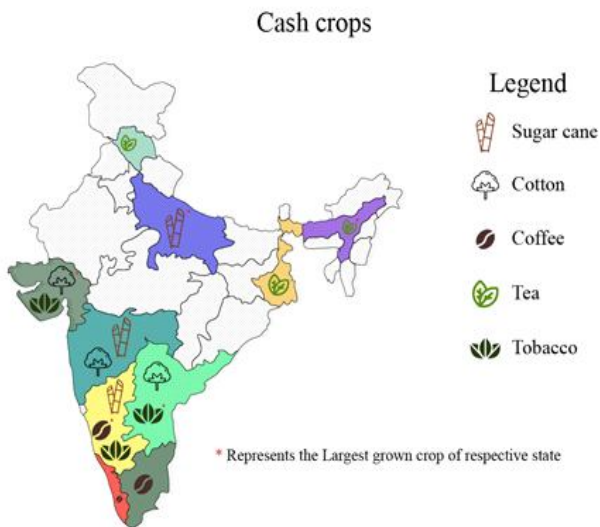 Cash crops
Legend
Sugar cane
Cotton
Coffee
Tea
Tobacco
* Represents the Largest grown crop of respective state